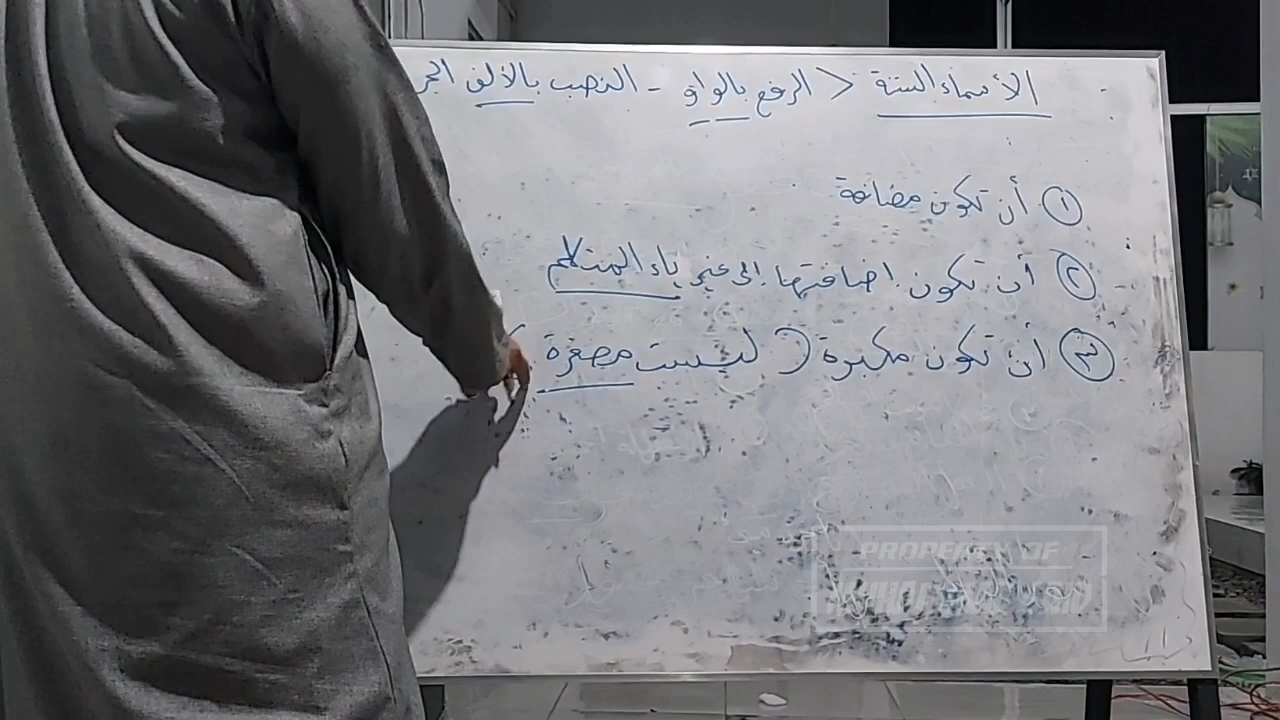 الأسماء الستة > الرفع بالواو - النصب بالألف الجر
١ أن تكون مضافة
٢ أن تكون اضافتها إلى غير ياء المتكلم
٣ أن تكون مكبرة ( ليست مصغرة
PROPERTY OF